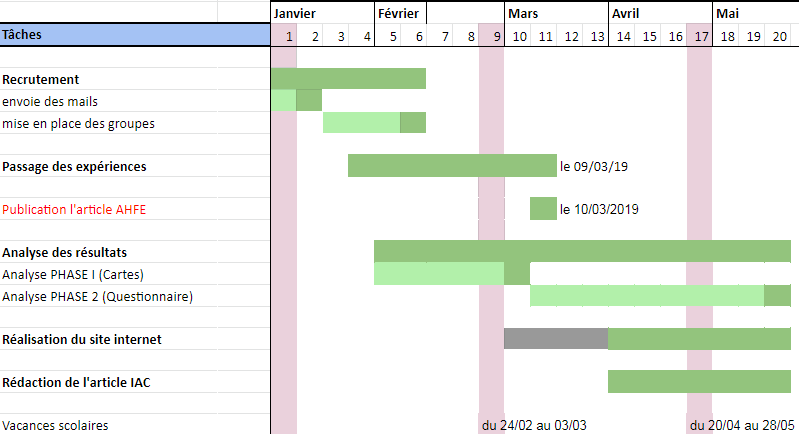 Janvier Février Mars Avril Mai
Tâches 1 2 3 4 5 6 7 8 9 10 11 12 13 14 15 16 17 18 19 20
Recrutement
envoie des mails
mise en place des groupes
Passage des expériences le 09/03/19
Publication l'article AHFE le 10/03/2019
Analyse des résultats
Analyse PHASE I (Cartes)
Analyse PHASE 2 (Questionnaire)
Réalisation du site internet
Rédaction de l'article IAC
Vacances scolaires du 24/02 au 03/03 du 20/04 au 28/05